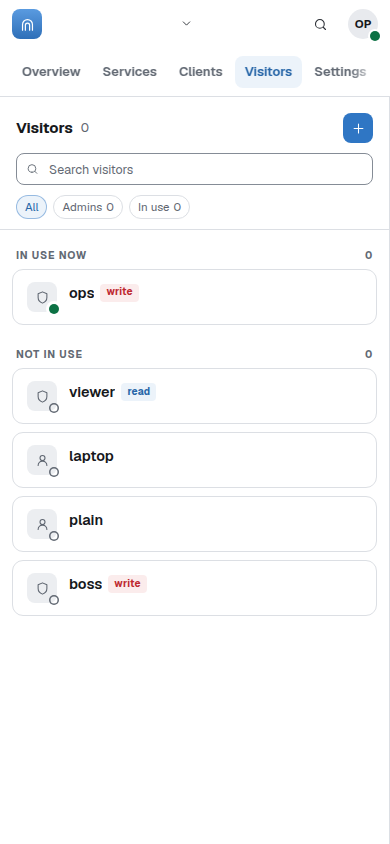 OP
Overview Services Clients Visitors Settings
Visitors 0
Search visitors
All Admins 0 In use 0
IN USE NOW 0
ops write
NOT IN USE 0
viewer read
laptop
plain
boss write